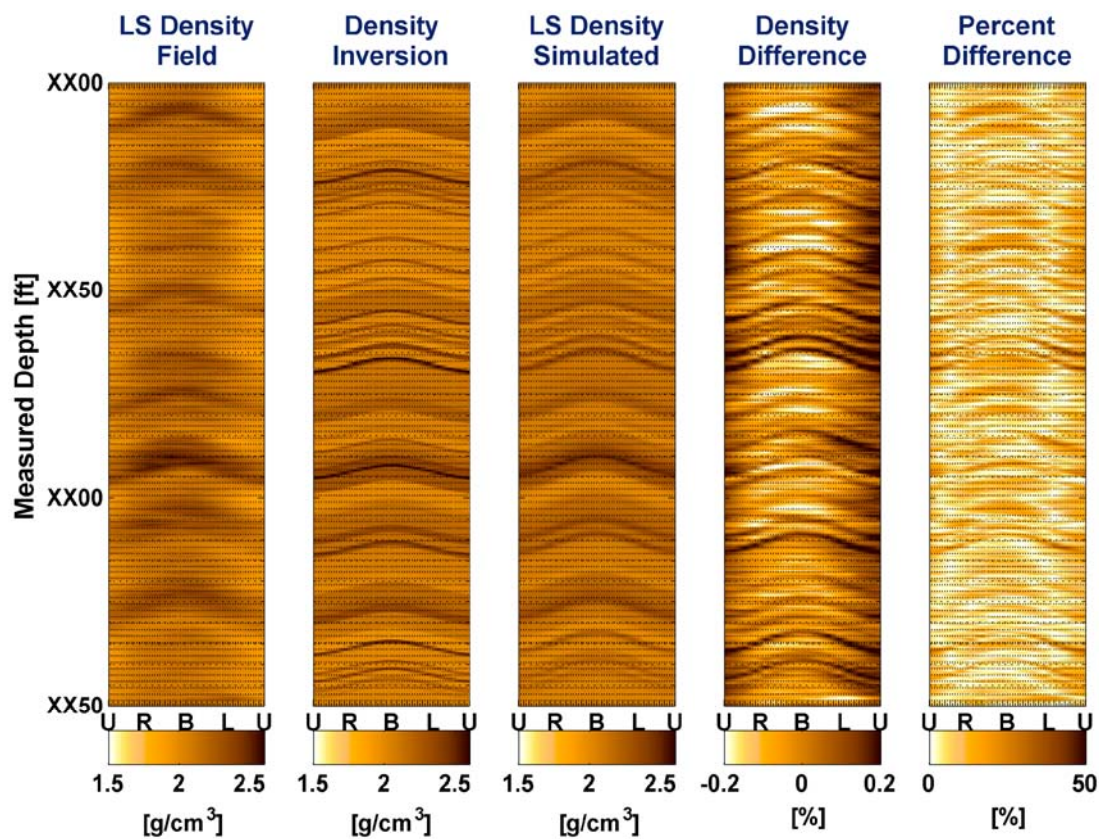 LS Density
Field
Density
Inversion
LS Density
Simulated
Density
Difference
Percent
Difference
Measured Depth [ft]
XX00
XX50
XX00
XX50
U R B L U
U R B L U
U R B L U
U R B L U
U R B L U
1.5 2 2.5
1.5 2 2.5
1.5 2 2.5
-0.2 0 0.2
0 50
[g/cm³]
[g/cm³]
[g/cm³]
[%]
[%]